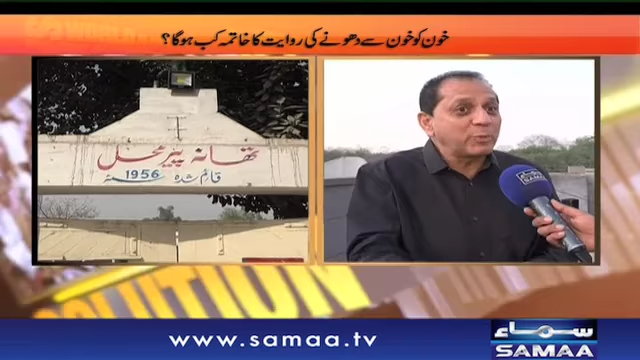 خون کو خون سے دھونے کی روایت کا خاتمہ کب ہوگا؟
تھانہ پیر محل
قائم شدہ 1956
SAMAA
SOLUTION
www.samaa.tv
سماء
SAMAA